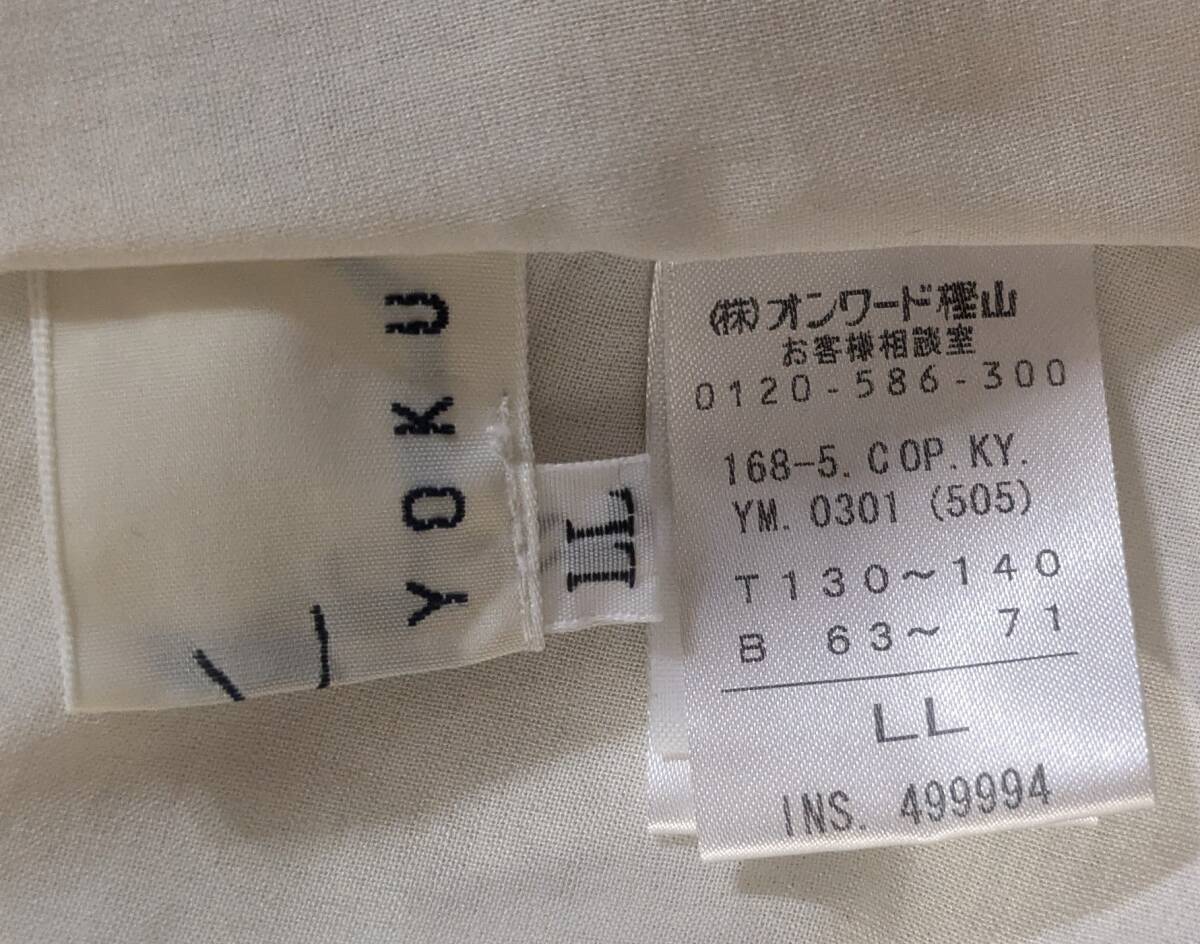 YOKU
LL
(株)オンワード樫山
お客様相談室
0120-586-300
168-5. COP. KY.
YM. 0301 (505)
T130～140
B 63～ 71
LL
INS. 499994